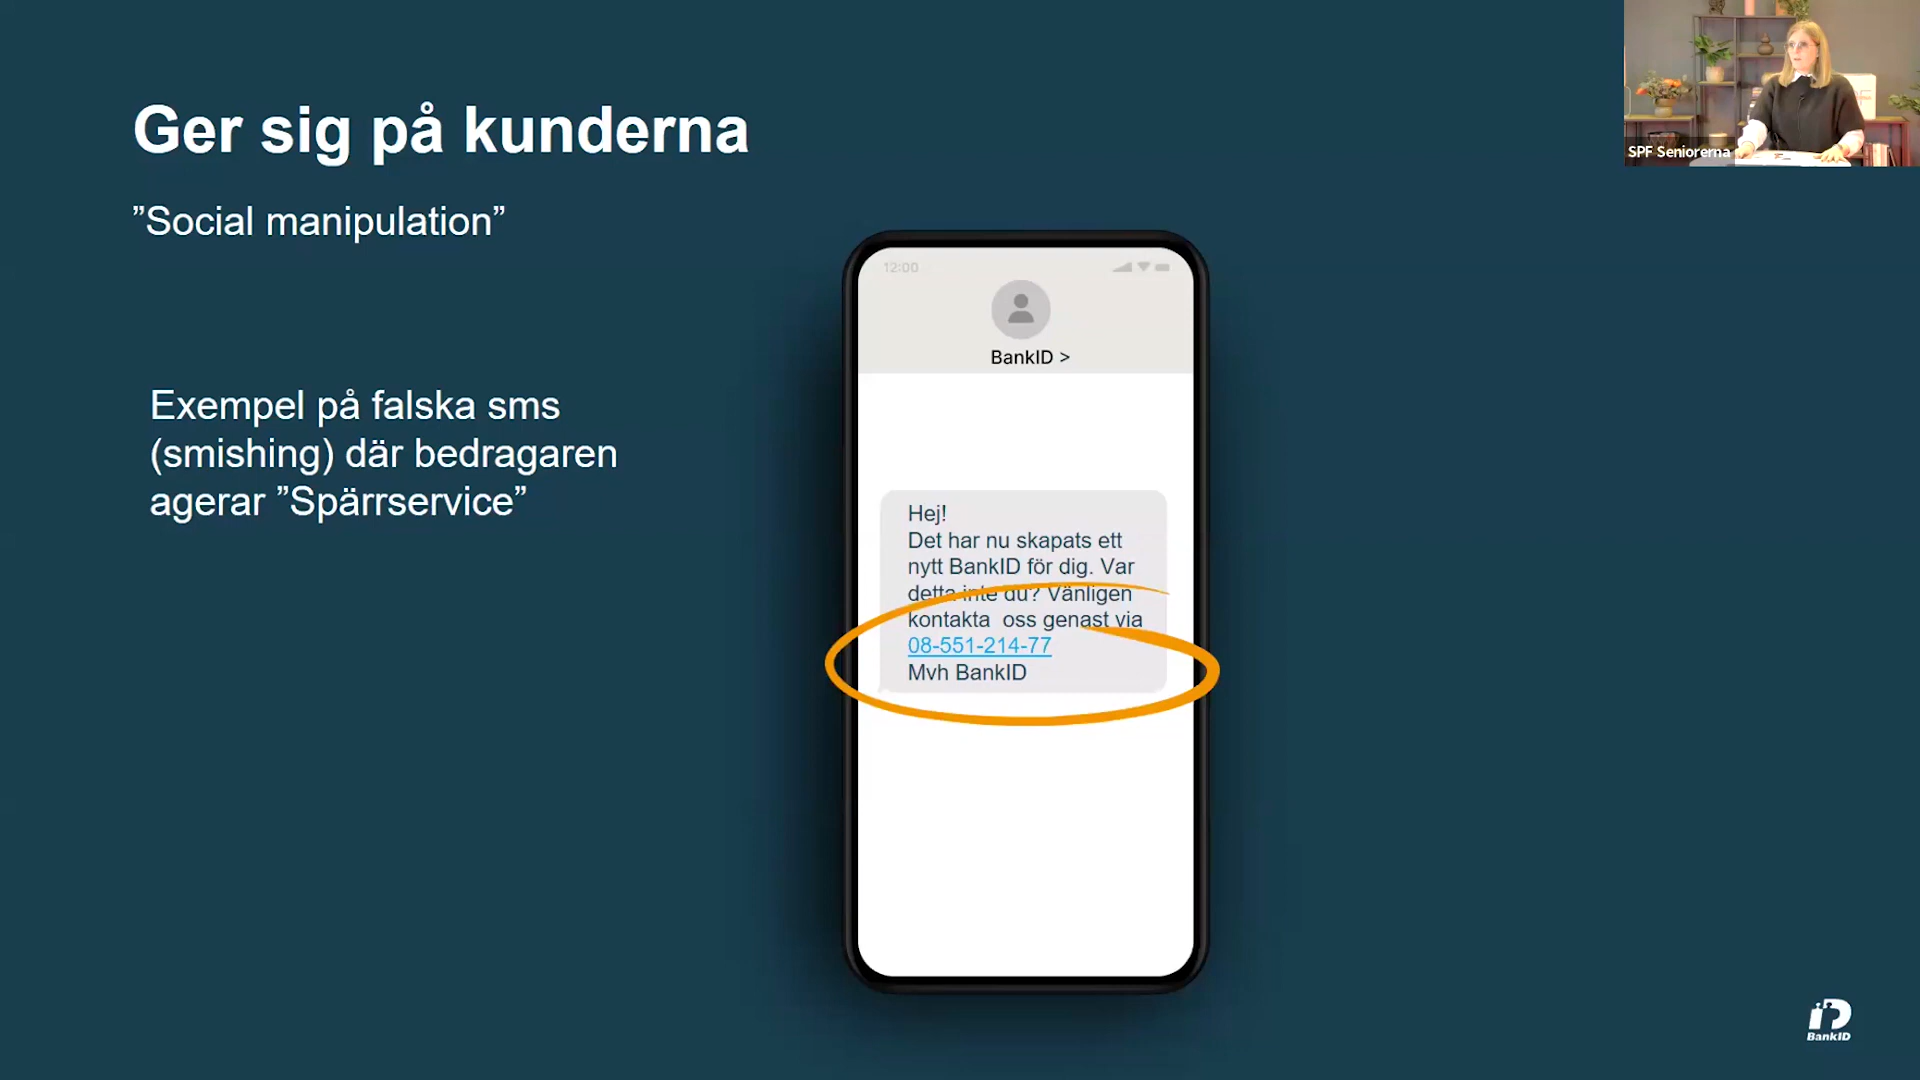 Ger sig på kunderna
”Social manipulation”
Exempel på falska sms
(smishing) där bedragaren
agerar ”Spärrservice”
12:00
BankID >
Hej!
Det har nu skapats ett
nytt BankID för dig. Var
detta inte du? Vänligen
kontakta  oss genast via
08-551-214-77
Mvh BankID
SPF Seniorerna
BankID